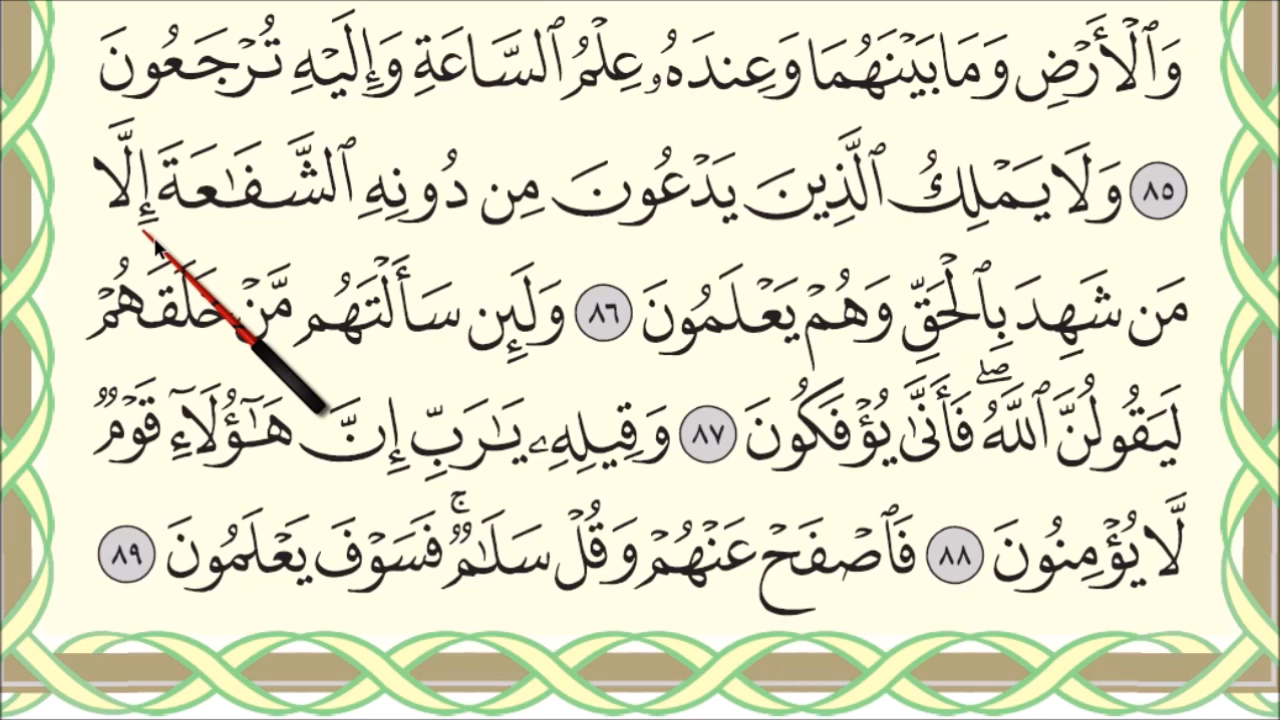 وَٱلْأَرْضِ وَمَا بَيْنَهُمَا وَعِندَهُۥ عِلْمُ ٱلسَّاعَةِ وَإِلَيْهِ تُرْجَعُونَ
٨٥ وَلَا يَمْلِكُ ٱلَّذِينَ يَدْعُونَ مِن دُونِهِ ٱلشَّفَٰعَةَ إِلَّا
مَن شَهِدَ بِٱلْحَقِّ وَهُمْ يَعْلَمُونَ ٨٦ وَلَئِن سَأَلْتَهُم مَّنْ خَلَقَهُمْ
لَيَقُولُنَّ ٱللَّهُ ۖ فَأَنَّىٰ يُؤْفَكُونَ ٨٧ وَقِيلِهِۦ يَٰرَبِّ إِنَّ هَٰٓؤُلَآءِ قَوْمٌ
لَّا يُؤْمِنُونَ ٨٨ فَٱصْفَحْ عَنْهُمْ وَقُلْ سَلَٰمٌ ۚ فَسَوْفَ يَعْلَمُونَ ٨٩